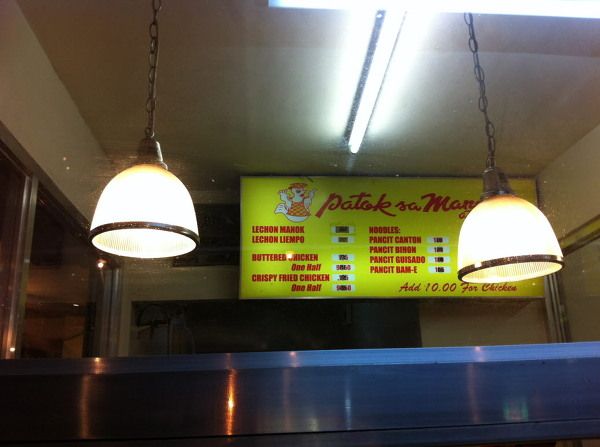 Patok sa Man
LECHON MANOK
LECHON LIEMPO
BUTTERED CHICKEN
One Half
CRISPY FRIED CHICKEN
One Half
NOODLES:
PANCIT CANTON
PANCIT BIHON
PANCIT GUISADO
PANCIT BAM-E
Add 10.00 For Chicken